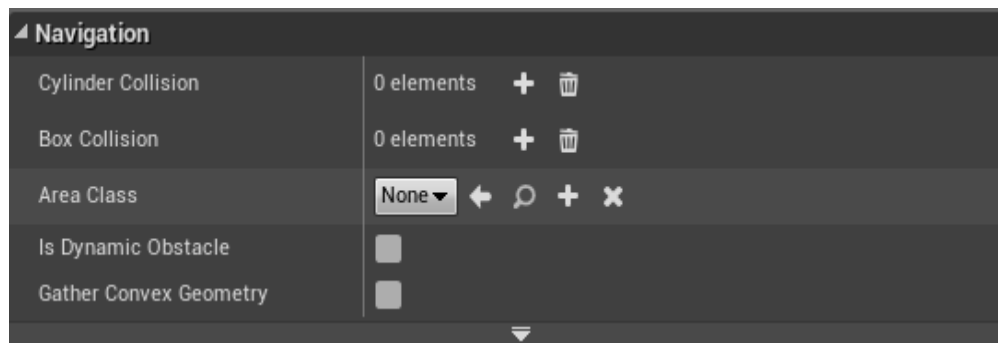 Navigation
Cylinder Collision 0 elements
Box Collision 0 elements
Area Class None
Is Dynamic Obstacle
Gather Convex Geometry